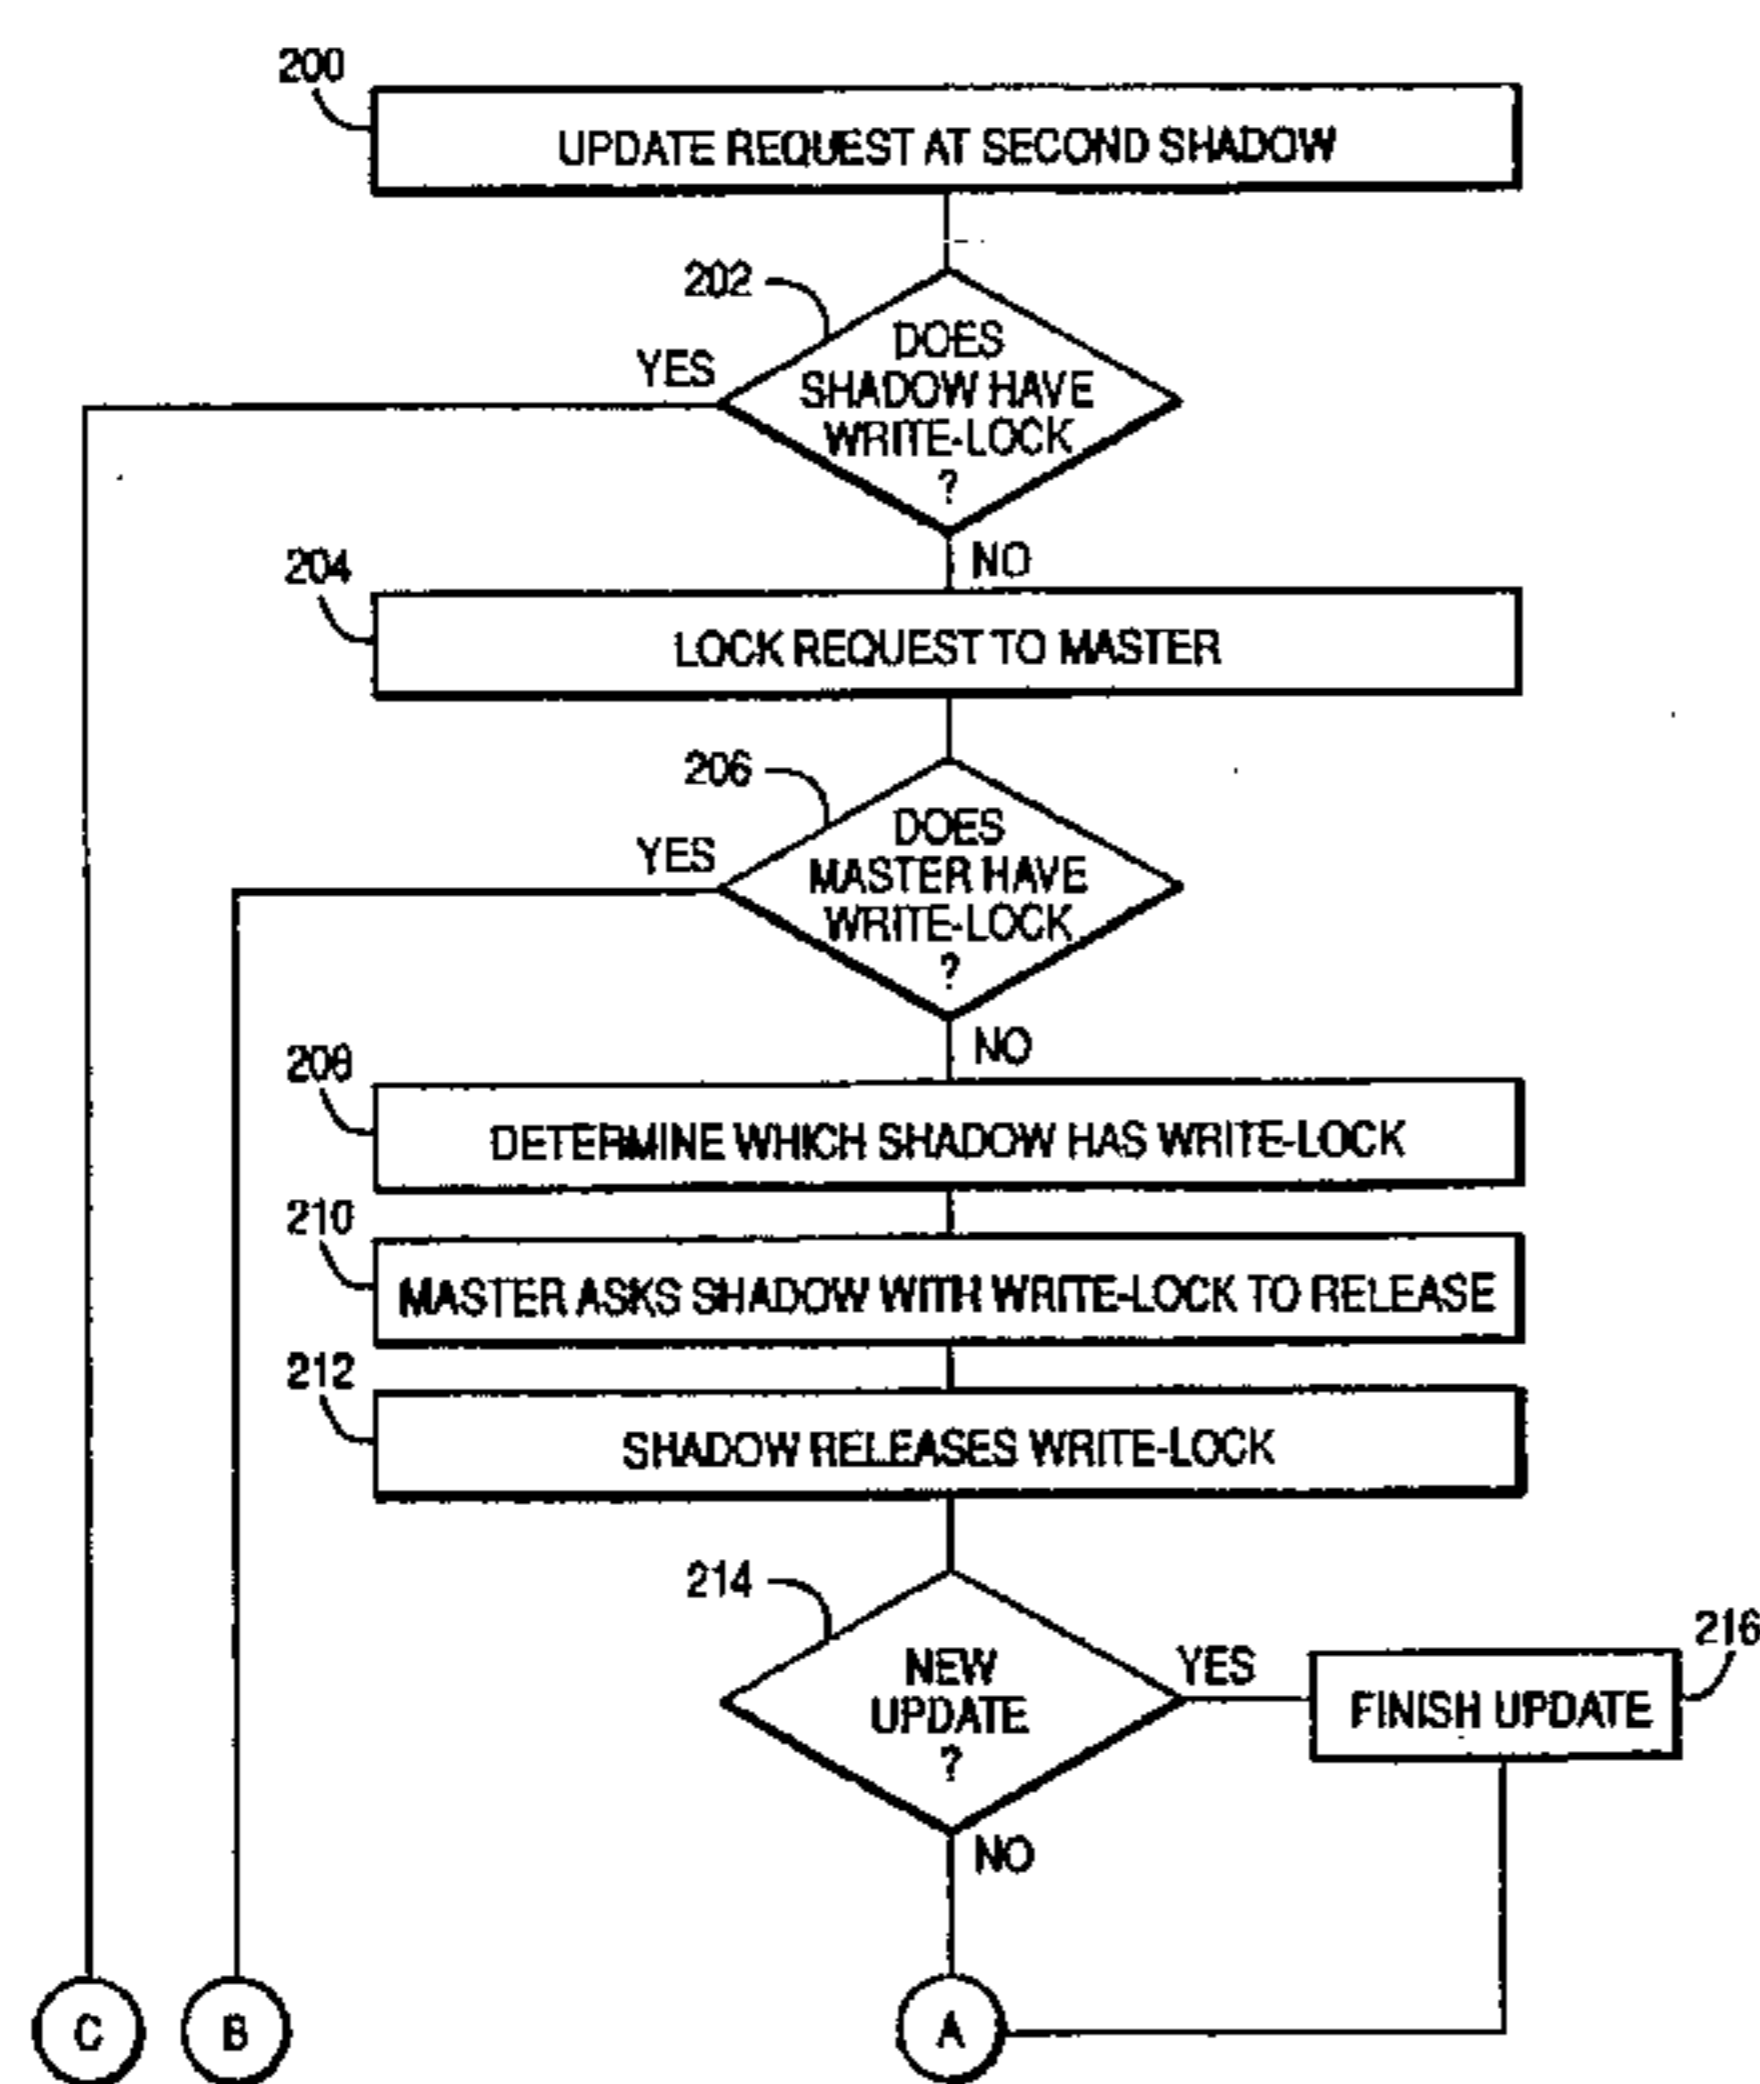 200
UPDATE REQUEST AT SECOND SHADOW
202
DOES
SHADOW HAVE
WRITE-LOCK
?
YES
NO
204
LOCK REQUEST TO MASTER
206
DOES
MASTER HAVE
WRITE-LOCK
?
YES
NO
208
DETERMINE WHICH SHADOW HAS WRITE-LOCK
210
MASTER ASKS SHADOW WITH WRITE-LOCK TO RELEASE
212
SHADOW RELEASES WRITE-LOCK
214
NEW
UPDATE
?
YES
216
FINISH UPDATE
NO
C
B
A